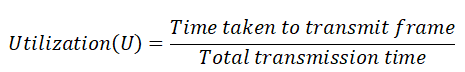 Utilization(U) = Time taken to transmit frame / Total transmission time